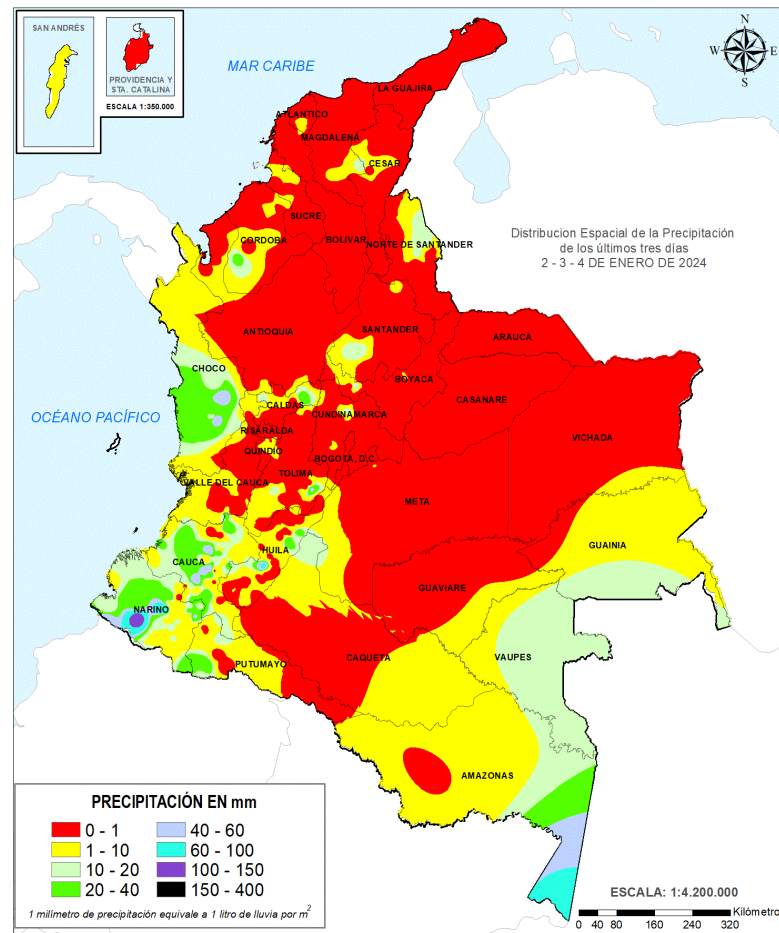 SAN ANDRÉS
PROVIDENCIA Y
STA. CATALINA
ESCALA 1:350.000
MAR CARIBE
N
W
E
S
LA GUAJIRA
ATLANTICO
MAGDALENA
CESAR
SUCRE
CORDOBA
BOLIVAR
NORTE DE SANTANDER
Distribucion Espacial de la Precipitación
de los últimos tres días
2 - 3 - 4 DE ENERO DE 2024
ANTIOQUIA
SANTANDER
ARAUCA
CHOCO
BOYACA
CASANARE
CALDAS
CUNDINAMARCA
OCÉANO PACÍFICO
RISARALDA
VICHADA
QUINDIO
BOGOTA, D.C.
TOLIMA
VALLE DEL CAUCA
META
GUAINIA
HUILA
CAUCA
GUAVIARE
NARIÑO
VAUPES
CAQUETA
PUTUMAYO
AMAZONAS
PRECIPITACIÓN EN mm
0 - 1
40 - 60
1 - 10
60 - 100
10 - 20
100 - 150
20 - 40
150 - 400
1 milímetro de precipitación equivale a 1 litro de lluvia por m²
ESCALA: 1:4.200.000
Kilómetro
0 40 80 160 240 320